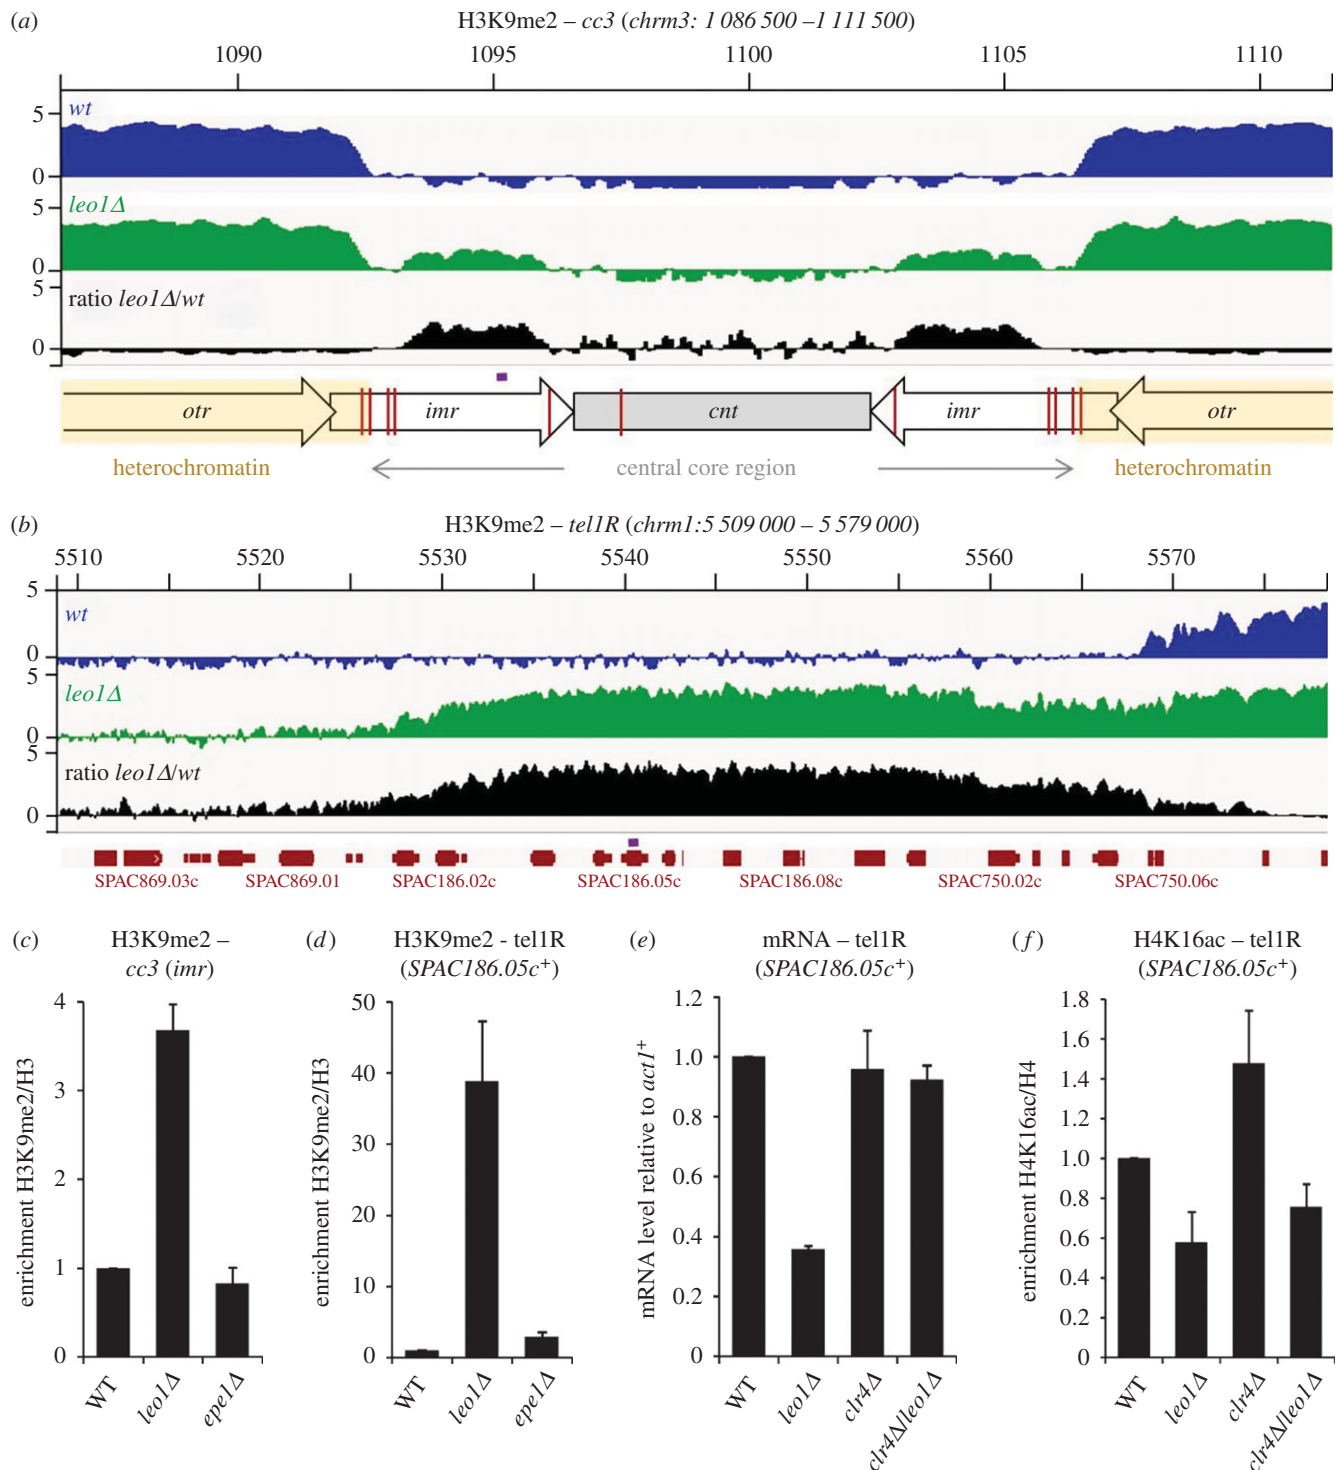 (a) H3K9me2 – cc3 (chrm3: 1 086 500 –1 111 500)
1090 1095 1100 1105 1110
5
wt
0
5
leo1Δ
0
5
ratio leo1Δ/wt
0
otr imr cnt imr otr
heterochromatin central core region heterochromatin
(b) H3K9me2 – tel1R (chrm1:5 509 000 – 5 579 000)
5510 5520 5530 5540 5550 5560 5570
5
wt
0
5
leo1Δ
0
5
ratio leo1Δ/wt
0
SPAC869.03c SPAC869.01 SPAC186.02c SPAC186.05c SPAC186.08c SPAC750.02c SPAC750.06c
(c) H3K9me2 –
cc3 (imr)
enrichment H3K9me2/H3
4
3
2
1
0
WT leo1Δ epe1Δ
(d) H3K9me2 - tel1R
(SPAC186.05c⁺)
enrichment H3K9me2/H3
50
40
30
20
10
0
WT leo1Δ epe1Δ
(e) mRNA – tel1R
(SPAC186.05c⁺)
mRNA level relative to act1⁺
1.2
1.0
0.8
0.6
0.4
0.2
0
WT leo1Δ clr4Δ clr4Δ/leo1Δ
(f) H4K16ac – tel1R
(SPAC186.05c⁺)
enrichment H4K16ac/H4
1.8
1.6
1.4
1.2
1.0
0.8
0.6
0.4
0.2
0
WT leo1Δ clr4Δ clr4Δ/leo1Δ